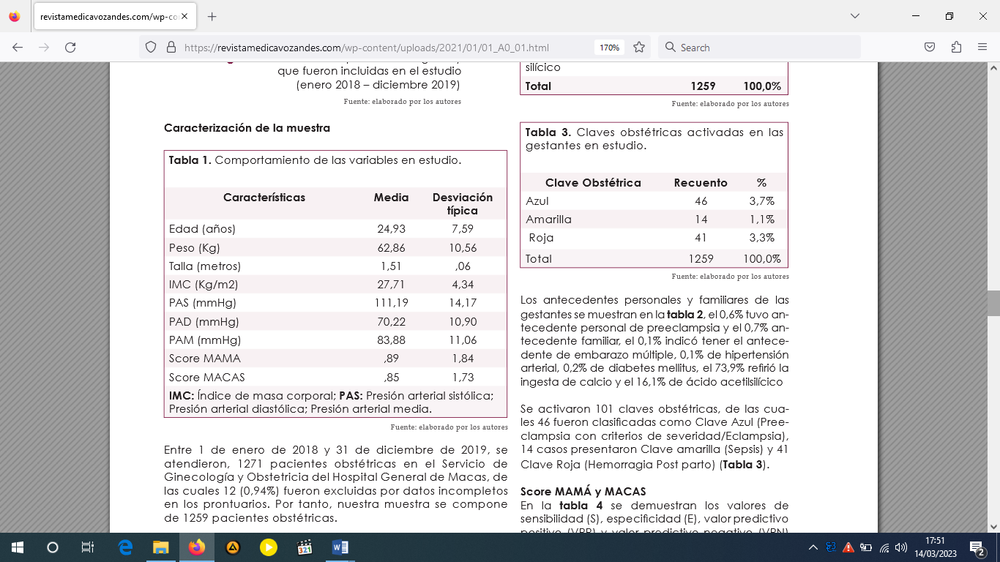 revistamedicavozandes.com/wp-co
https://revistamedicavozandes.com/wp-content/uploads/2021/01/01_A0_01.html
170%
Search
que fueron incluidas en el estudio
(enero 2018 – diciembre 2019)
Fuente: elaborado por los autores
Caracterización de la muestra
Tabla 1. Comportamiento de las variables en estudio.
Características Media Desviación
típica
Edad (años) 24,93 7,59
Peso (Kg) 62,86 10,56
Talla (metros) 1,51 ,06
IMC (Kg/m2) 27,71 4,34
PAS (mmHg) 111,19 14,17
PAD (mmHg) 70,22 10,90
PAM (mmHg) 83,88 11,06
Score MAMA ,89 1,84
Score MACAS ,85 1,73
IMC: Índice de masa corporal; PAS: Presión arterial sistólica;
Presión arterial diastólica; Presión arterial media.
Fuente: elaborado por los autores
Entre 1 de enero de 2018 y 31 de diciembre de 2019, se
atendieron, 1271 pacientes obstétricas en el Servicio de
Ginecología y Obstetricia del Hospital General de Macas, de
las cuales 12 (0,94%) fueron excluidas por datos incompletos
en los prontuarios. Por tanto, nuestra muestra se compone
de 1259 pacientes obstétricas.
silícico
Total 1259 100,0%
Fuente: elaborado por los autores
Tabla 3. Claves obstétricas activadas en las
gestantes en estudio.
Clave Obstétrica Recuento %
Azul 46 3,7%
Amarilla 14 1,1%
Roja 41 3,3%
Total 1259 100,0%
Fuente: elaborado por los autores
Los antecedentes personales y familiares de las
gestantes se muestran en la tabla 2, el 0,6% tuvo an-
tecedente personal de preeclampsia y el 0,7% an-
tecedente familiar, el 0,1% indicó tener el antece-
dente de embarazo múltiple, 0,1% de hipertensión
arterial, 0,2% de diabetes mellitus, el 73,9% refirió la
ingesta de calcio y el 16,1% de ácido acetilsilícico
Se activaron 101 claves obstétricas, de las cua-
les 46 fueron clasificadas como Clave Azul (Pree-
clampsia con criterios de severidad/Eclampsia),
14 casos presentaron Clave amarilla (Sepsis) y 41
Clave Roja (Hemorragia Post parto) (Tabla 3).
Score MAMÁ y MACAS
En la tabla 4 se demuestran los valores de
sensibilidad (S), especificidad (E), valor predictivo
positivo (VPP) y valor predictivo negativo (VPN)
321
17:51
14/03/2023
2